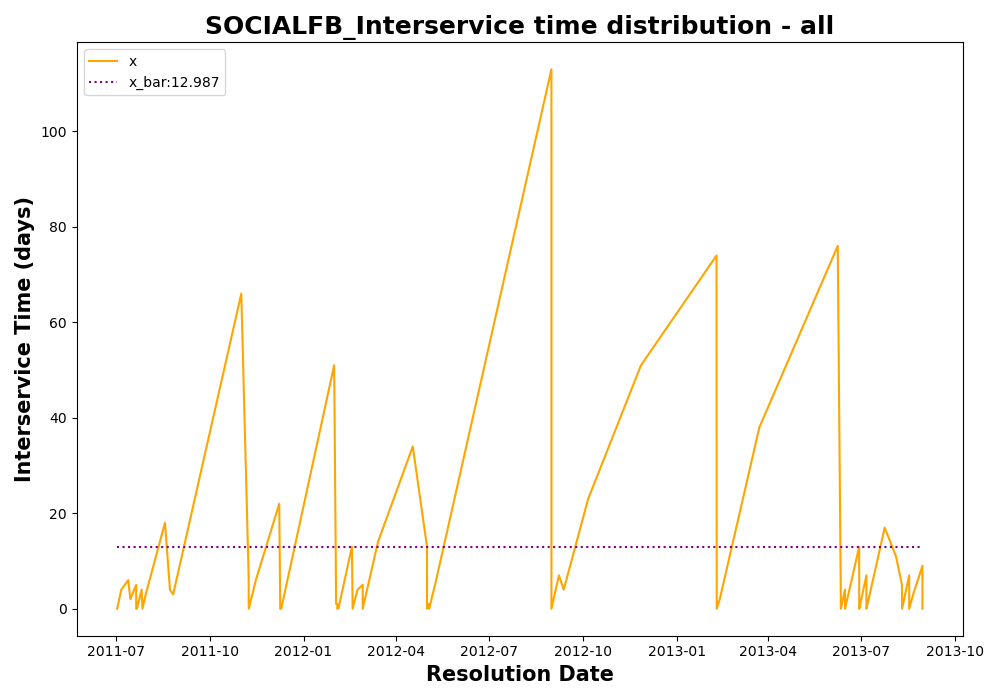 SOCIALFB_Interservice time distribution - all
x
x_bar:12.987
Interservice Time (days)
100
80
60
40
20
0
2011-07 2011-10 2012-01 2012-04 2012-07 2012-10 2013-01 2013-04 2013-07 2013-10
Resolution Date